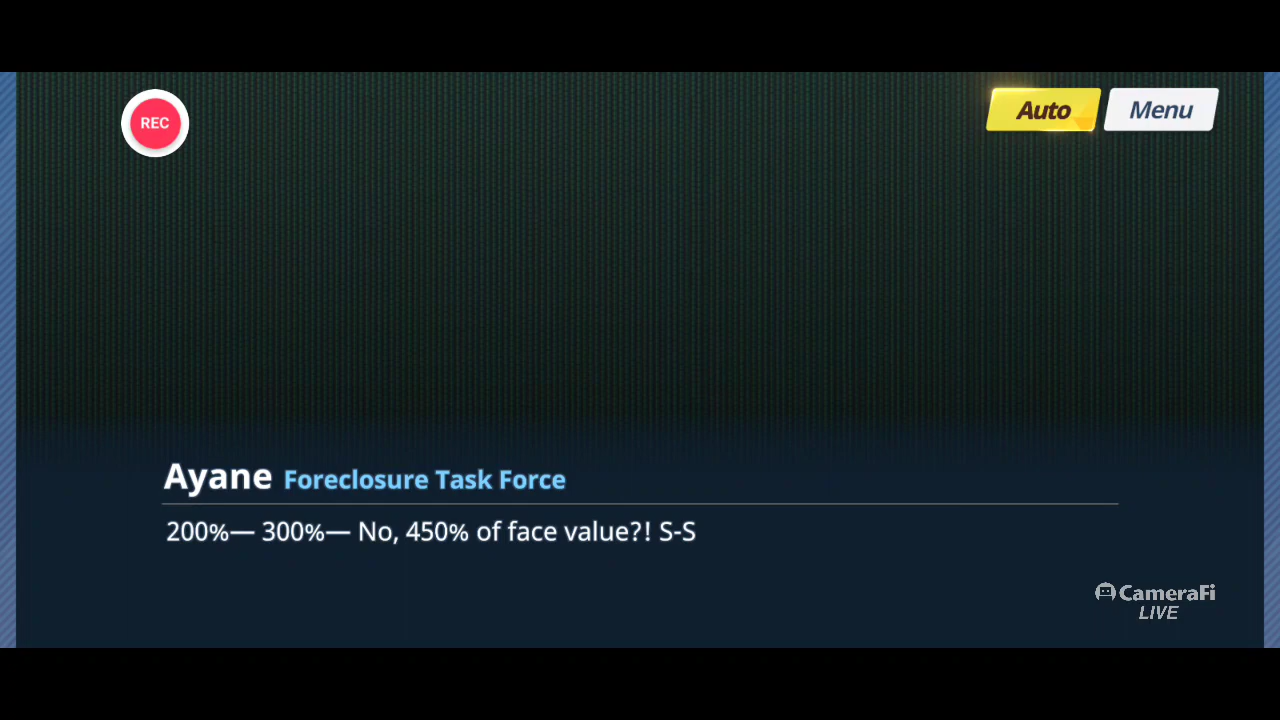 REC
Auto
Menu
Ayane Foreclosure Task Force
200%— 300%— No, 450% of face value?! S-S
CameraFi
LIVE